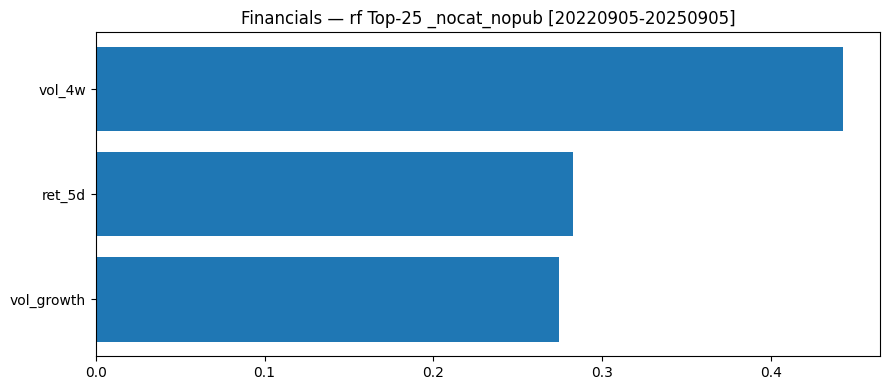 Financials — rf Top-25 _nocat_nopub [20220905-20250905]
vol_4w
ret_5d
vol_growth
0.0 0.1 0.2 0.3 0.4